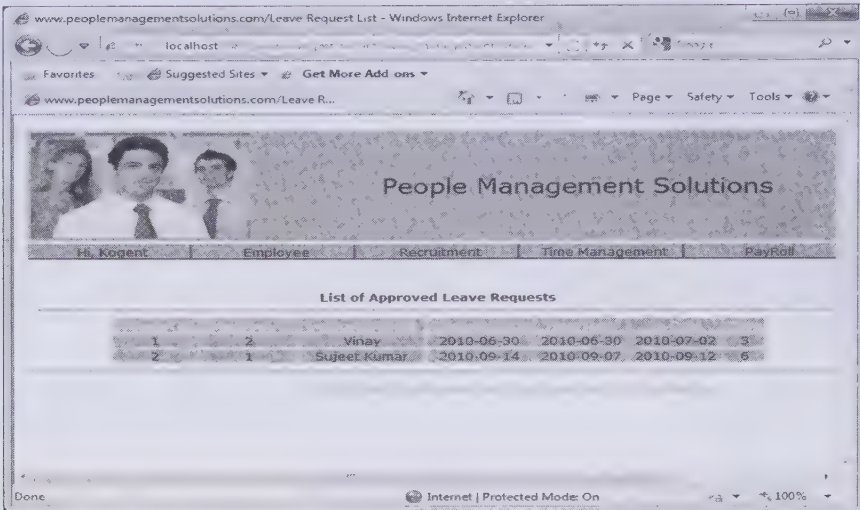 www.peoplemanagementsolutions.com/Leave Request List - Windows Internet Explorer
localhost
Favorites Suggested Sites Get More Add ons
www.peoplemanagementsolutions.com/Leave R... Page Safety Tools
People Management Solutions
Hi, Kogent Employee Recruitment Time Management PayRoll
List of Approved Leave Requests
1 2 Vinay 2010-06-30 2010-06-30 2010-07-02 3
2 1 Sujeet Kumar 2010-09-14 2010-09-07 2010-09-12 6
Done Internet | Protected Mode: On 100%